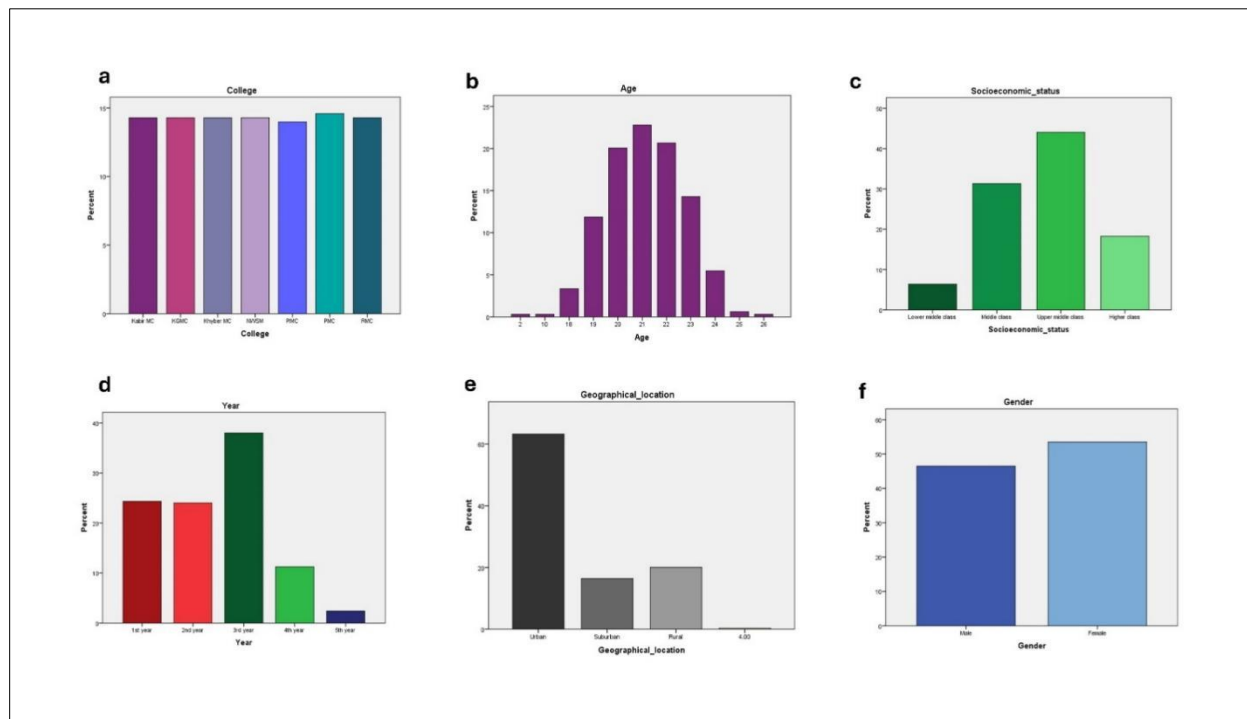 a
College
Percent
15
10
5
0
Kabir MC
KGMC
Khyber MC
NWSM
PMC
RMC
College
b
Age
Percent
25
20
15
10
5
0
2
10
18
19
20
21
22
23
24
25
26
Age
c
Socioeconomic_status
Percent
50
40
30
20
10
0
Lower middle class
Middle class
Upper middle class
Higher class
Socioeconomic_status
d
Year
Percent
40
30
20
10
0
1st year
2nd year
3rd year
4th year
5th year
Year
e
Geographical_location
Percent
60
40
20
0
Urban
Suburban
Rural
4.00
Geographical_location
f
Gender
Percent
60
50
40
30
20
10
0
Male
Female
Gender